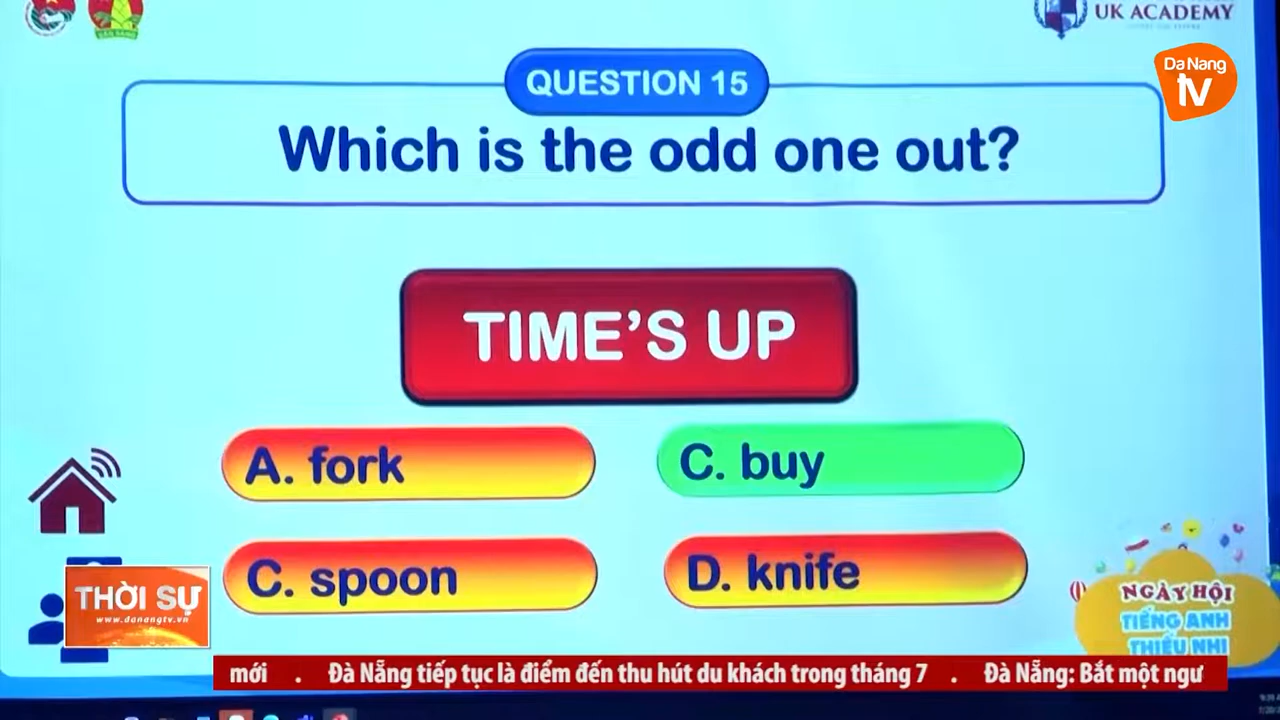 UK ACADEMY
Da Nang
tv
QUESTION 15
Which is the odd one out?
TIME'S UP
A. fork
C. buy
C. spoon
D. knife
THỜI SỰ
www.danangtv.vn
NGÀY HỘI
TIẾNG ANH
THIẾU NHI
mới . Đà Nẵng tiếp tục là điểm đến thu hút du khách trong tháng 7 . Đà Nẵng: Bắt một ngư